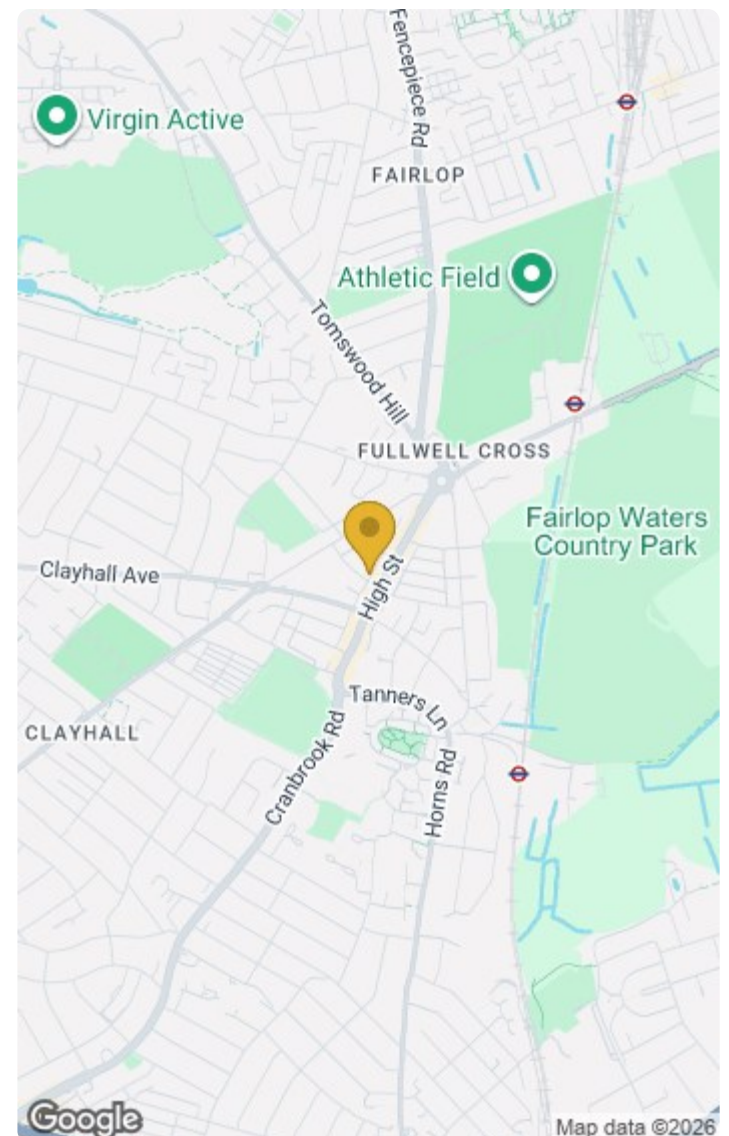 Fencepiece Rd
Virgin Active
FAIRLOP
Athletic Field
Tomswood Hill
FULLWELL CROSS
Fairlop Waters
Country Park
Clayhall Ave
High St
Tanners Ln
CLAYHALL
Cranbrook Rd
Horns Rd
Google
Map data ©2026